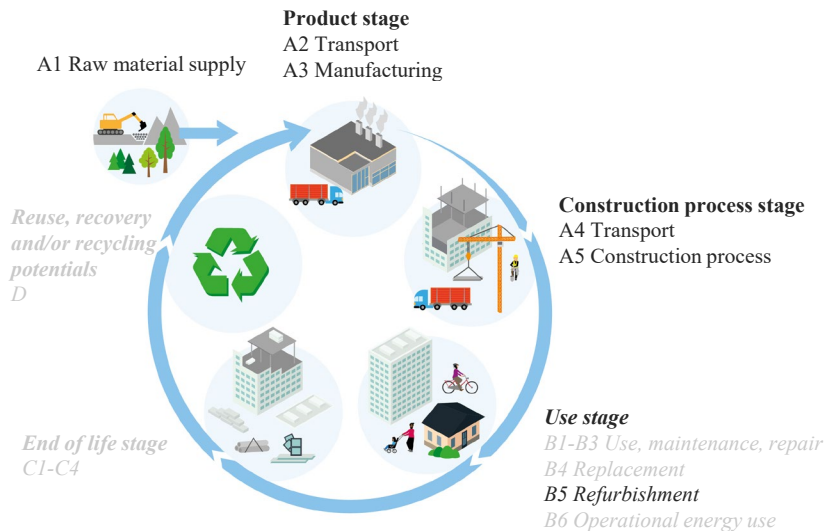 Product stage
A2 Transport
A3 Manufacturing
A1 Raw material supply
Construction process stage
A4 Transport
A5 Construction process
Use stage
B1-B3 Use, maintenance, repair
B4 Replacement
B5 Refurbishment
B6 Operational energy use
End of life stage
C1-C4
Reuse, recovery
and/or recycling
potentials
D